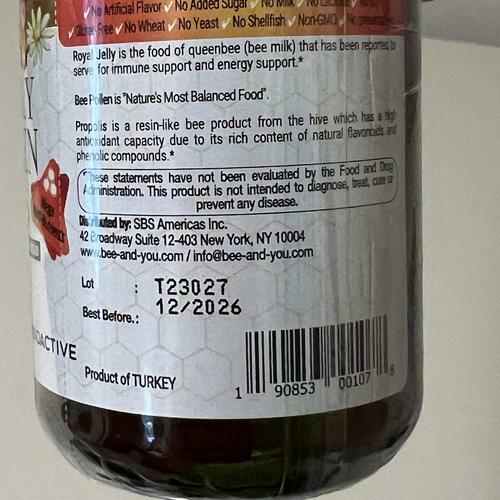 ✓No Artificial Flavor ✓No Added Sugar ✓No Milk ✓No Lactose
✓Gluten Free ✓No Wheat ✓No Yeast ✓No Shellfish ✓Non-GMO ✓No
Royal Jelly is the food of queenbee (bee milk) that has been reported to
serve for immune support and energy support.*
Bee Pollen is "Nature's Most Balanced Food".
Propolis is a resin-like bee product from the hive which has a high
antioxidant capacity due to its rich content of natural flavonoids and
phenolic compounds.*
These statements have not been evaluated by the Food and Drug
Administration. This product is not intended to diagnose, treat, cure or
prevent any disease.
Distributed by: SBS Americas Inc.
42 Broadway Suite 12-403 New York, NY 10004
www.bee-and-you.com / info@bee-and-you.com
Lot : T23027
Best Before.: 12/2026
OACTIVE
Product of TURKEY
1 90853 00107 8